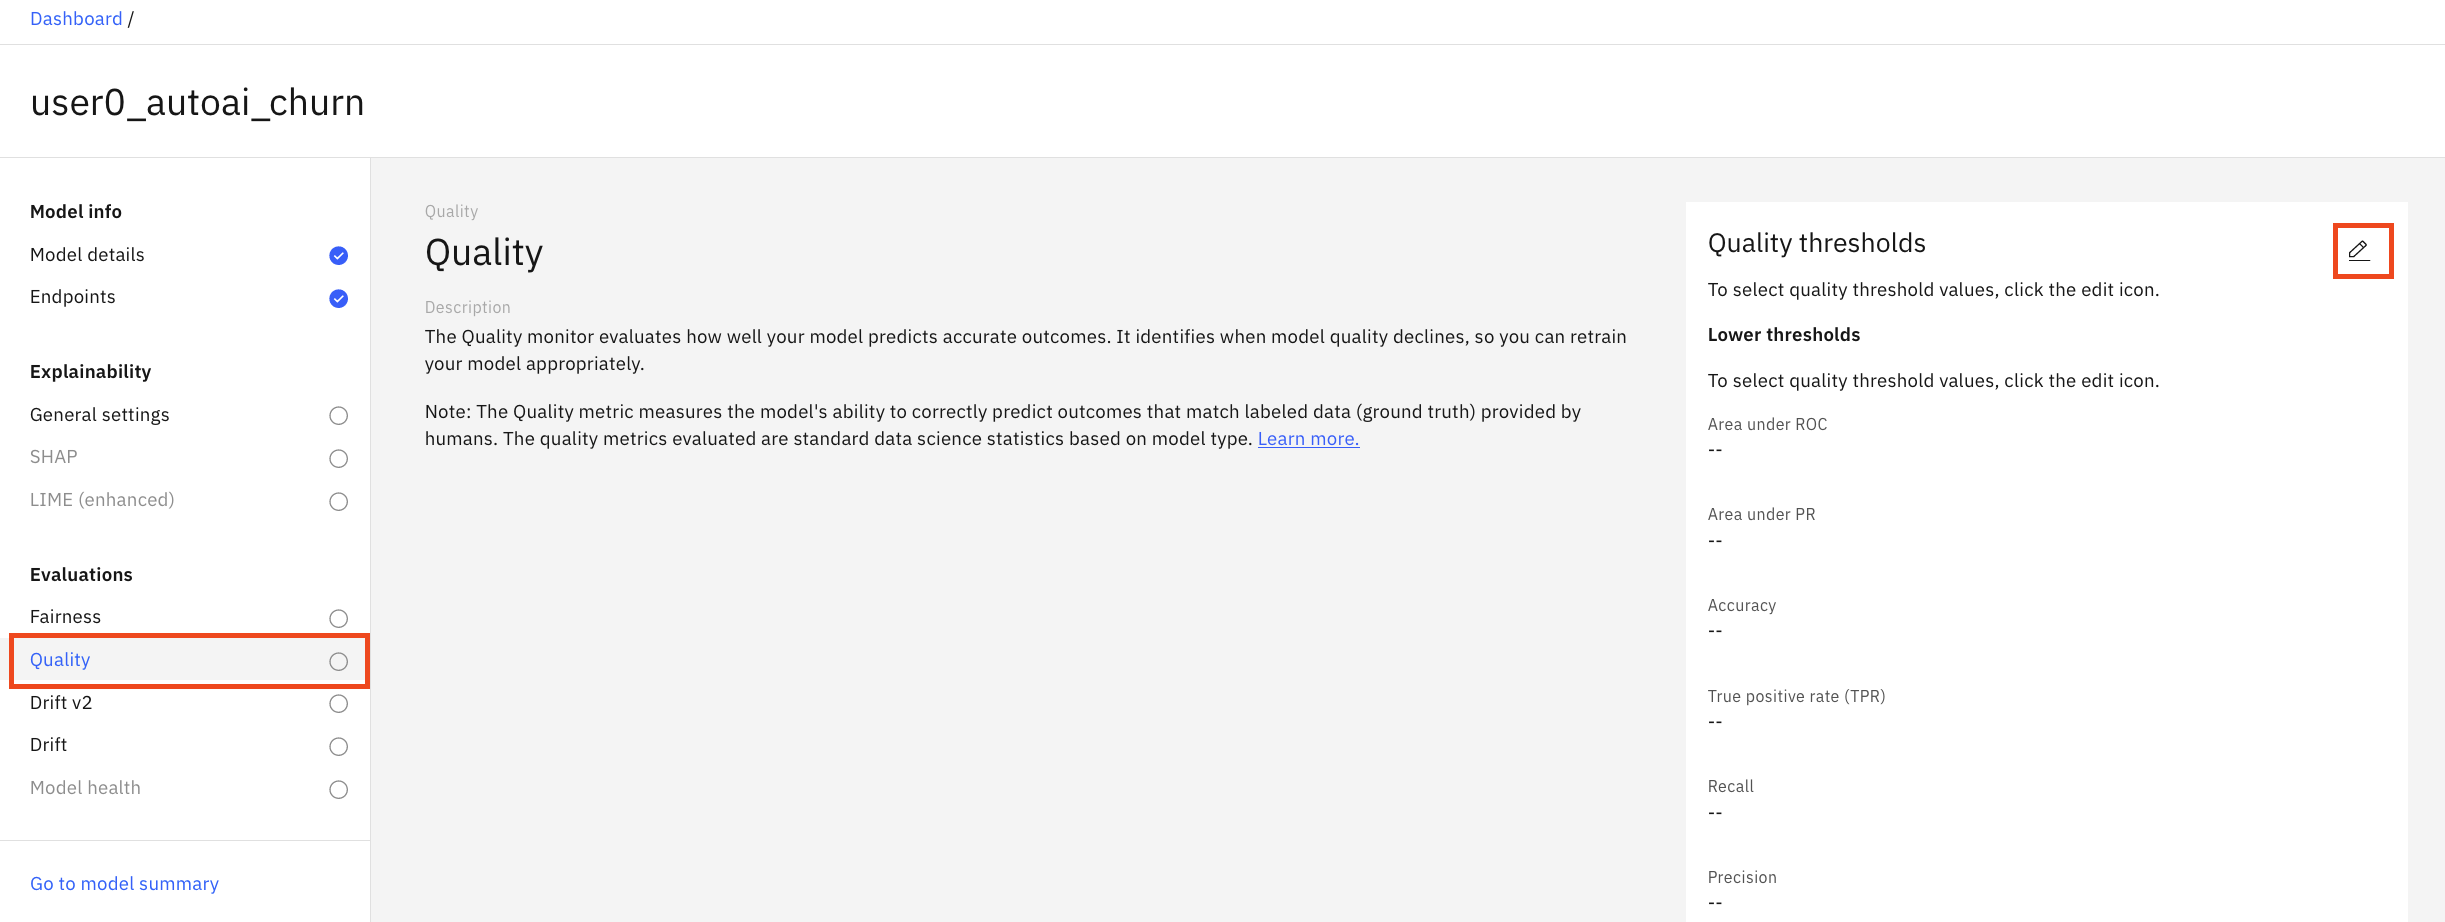 Dashboard /
user0_autoai_churn
Model info
Model details
Endpoints
Explainability
General settings
SHAP
LIME (enhanced)
Evaluations
Fairness
Quality
Drift v2
Drift
Model health
Go to model summary
Quality
Quality
Description
The Quality monitor evaluates how well your model predicts accurate outcomes. It identifies when model quality declines, so you can retrain
your model appropriately.
Note: The Quality metric measures the model's ability to correctly predict outcomes that match labeled data (ground truth) provided by
humans. The quality metrics evaluated are standard data science statistics based on model type. Learn more.
Quality thresholds
To select quality threshold values, click the edit icon.
Lower thresholds
To select quality threshold values, click the edit icon.
Area under ROC
--
Area under PR
--
Accuracy
--
True positive rate (TPR)
--
Recall
--
Precision
--